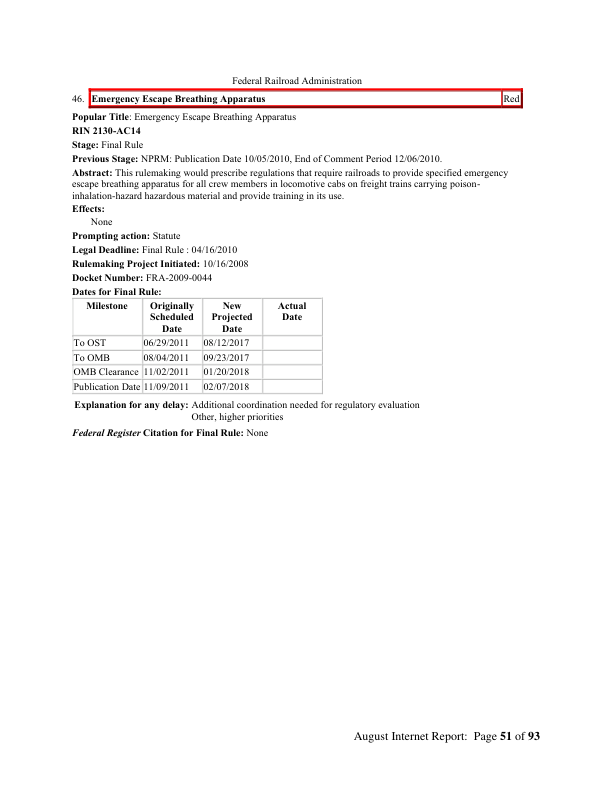 Federal Railroad Administration
46. Emergency Escape Breathing Apparatus Red
Popular Title: Emergency Escape Breathing Apparatus
RIN 2130-AC14
Stage: Final Rule
Previous Stage: NPRM: Publication Date 10/05/2010, End of Comment Period 12/06/2010.
Abstract: This rulemaking would prescribe regulations that require railroads to provide specified emergency
escape breathing apparatus for all crew members in locomotive cabs on freight trains carrying poison-
inhalation-hazard hazardous material and provide training in its use.
Effects:
None
Prompting action: Statute
Legal Deadline: Final Rule : 04/16/2010
Rulemaking Project Initiated: 10/16/2008
Docket Number: FRA-2009-0044
Dates for Final Rule:
Milestone Originally New Actual
Scheduled Projected Date
Date Date
To OST 06/29/2011 08/12/2017
To OMB 08/04/2011 09/23/2017
OMB Clearance 11/02/2011 01/20/2018
Publication Date 11/09/2011 02/07/2018
Explanation for any delay: Additional coordination needed for regulatory evaluation
Other, higher priorities
Federal Register Citation for Final Rule: None
August Internet Report: Page 51 of 93